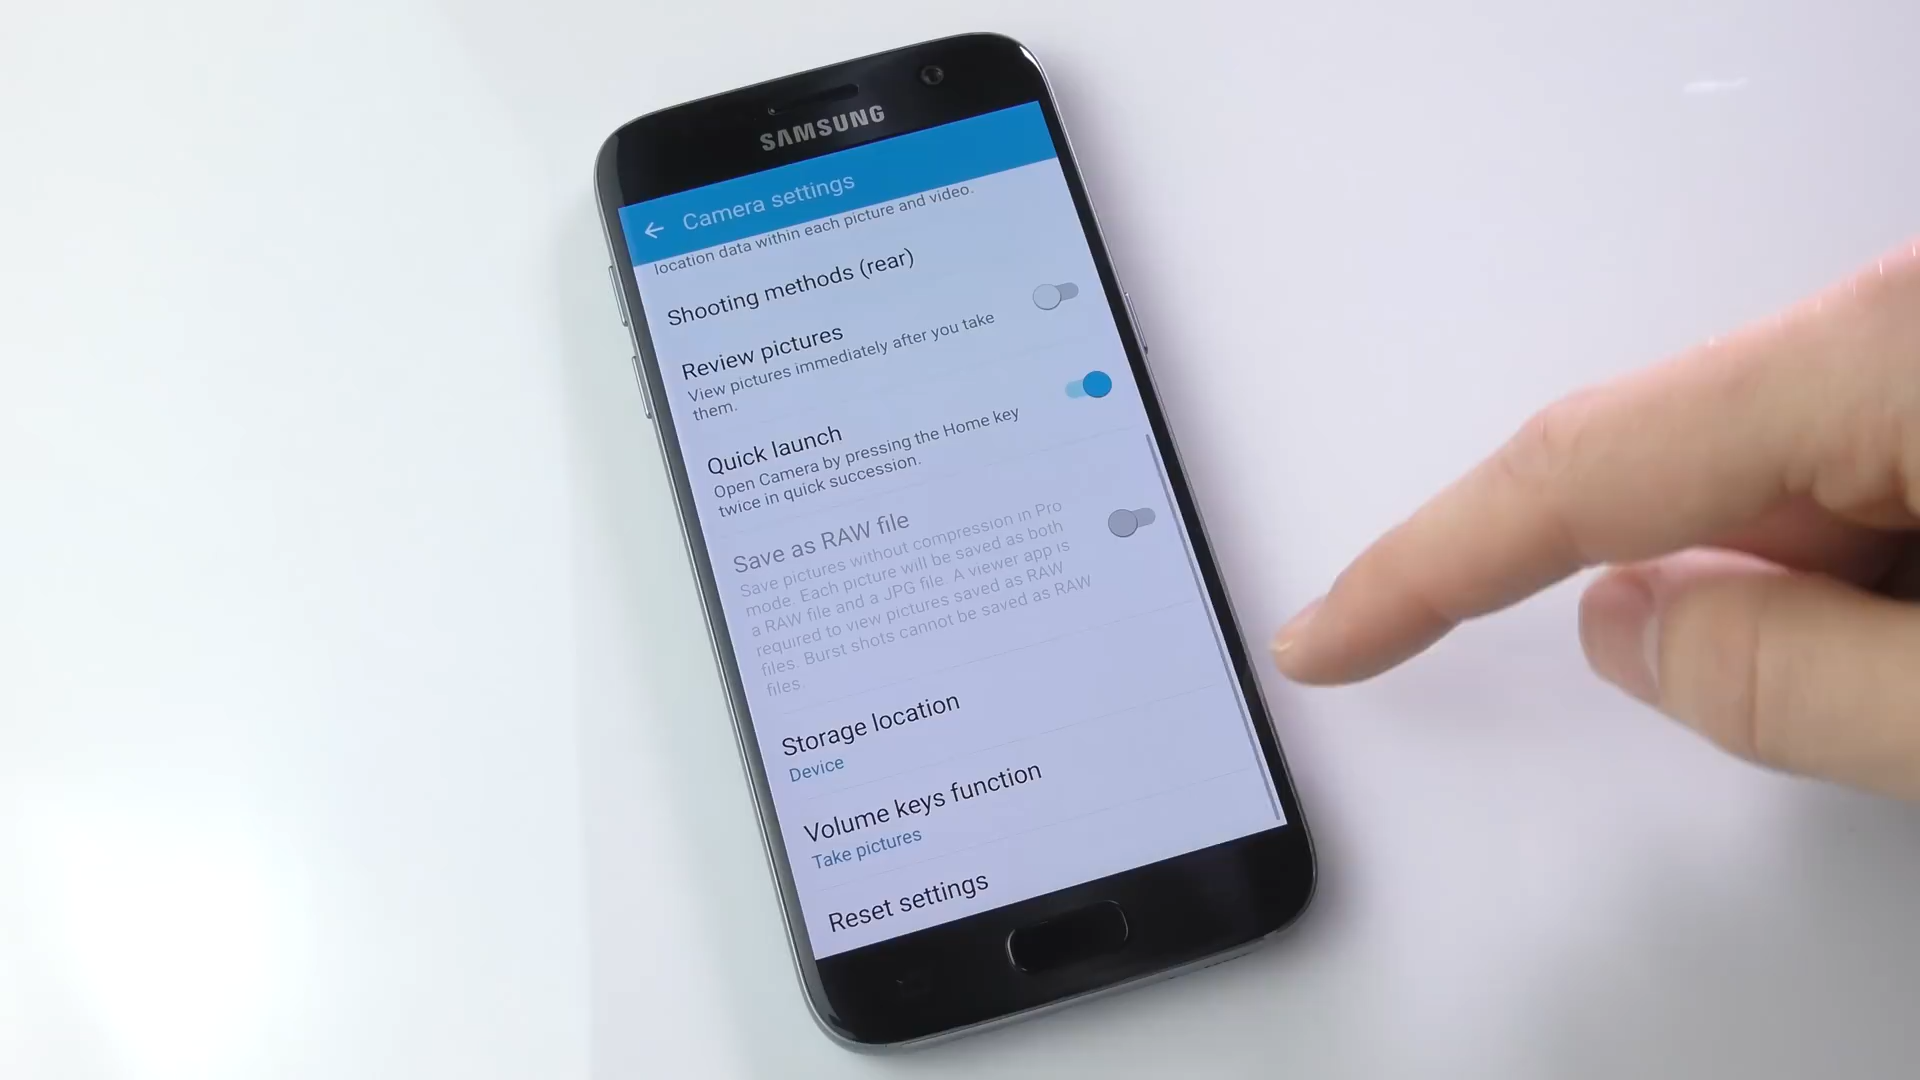 SAMSUNG
Camera settings
location data within each picture and video.
Shooting methods (rear)
Review pictures
View pictures immediately after you take
them.
Quick launch
Open Camera by pressing the Home key
twice in quick succession.
Save as RAW file
Save pictures without compression in Pro
mode. Each picture will be saved as both
a RAW file and a JPG file. A viewer app is
required to view pictures saved as RAW
files. Burst shots cannot be saved as RAW
files.
Storage location
Device
Volume keys function
Take pictures
Reset settings